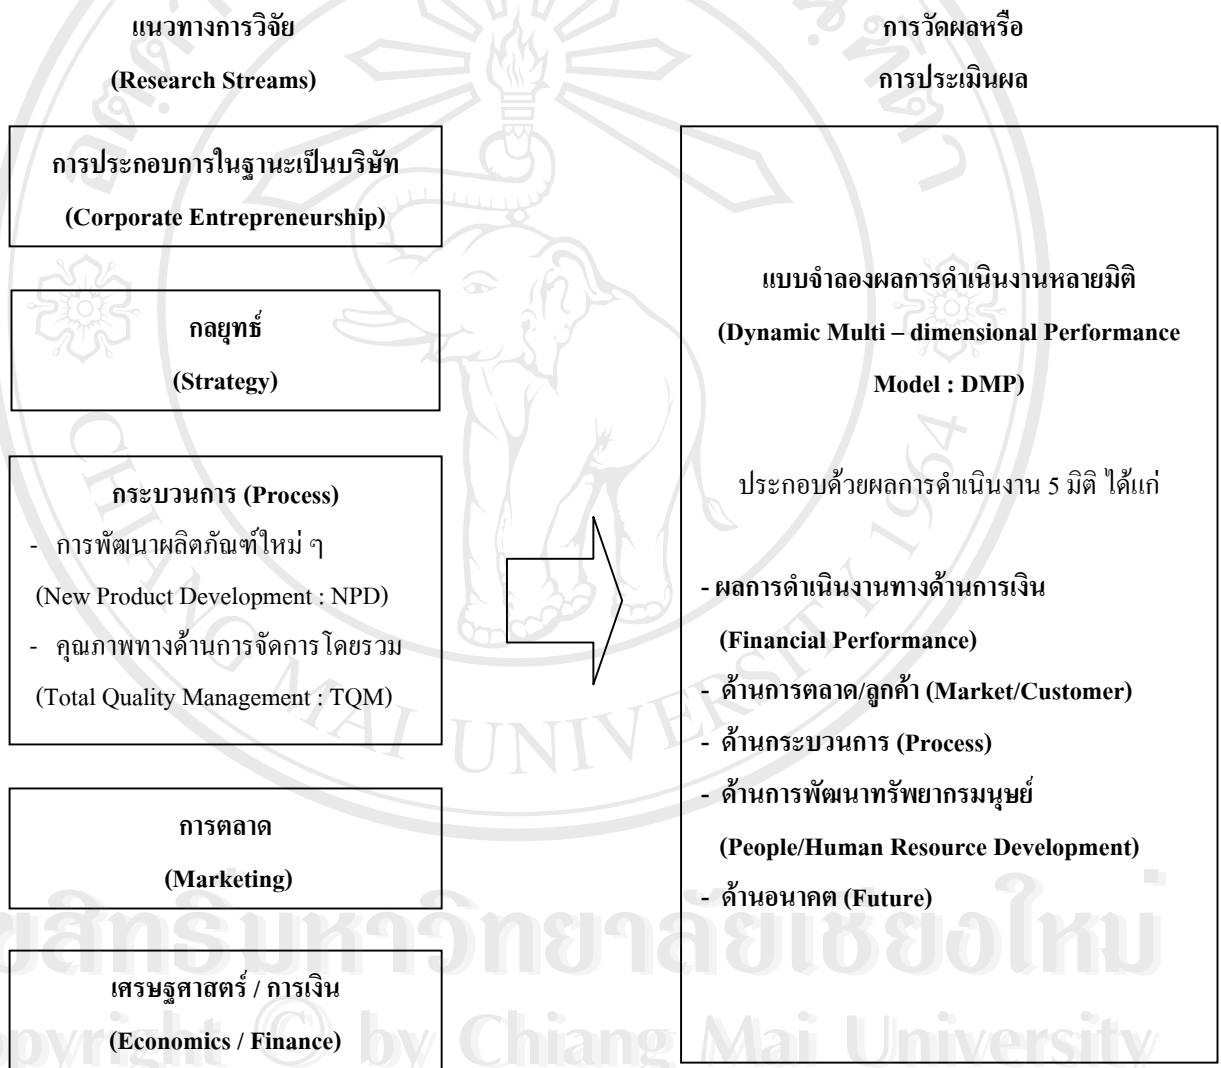 แนวทางการวิจัย
(Research Streams)
การประกอบการในฐานะเป็นบริษัท
(Corporate Entrepreneurship)
กลยุทธ์
(Strategy)
กระบวนการ (Process)
- การพัฒนาผลิตภัณฑ์ใหม่ ๆ
(New Product Development : NPD)
- คุณภาพทางด้านการจัดการโดยรวม
(Total Quality Management : TQM)
การตลาด
(Marketing)
เศรษฐศาสตร์ / การเงิน
(Economics / Finance)
การวัดผลหรือ
การประเมินผล
แบบจำลองผลการดำเนินงานหลายมิติ
(Dynamic Multi – dimensional Performance
Model : DMP)
ประกอบด้วยผลการดำเนินงาน 5 มิติ ได้แก่
- ผลการดำเนินงานทางด้านการเงิน
(Financial Performance)
- ด้านการตลาด/ลูกค้า (Market/Customer)
- ด้านกระบวนการ (Process)
- ด้านการพัฒนาทรัพยากรมนุษย์
(People/Human Resource Development)
- ด้านอนาคต (Future)
CHIANG MAI UNIVERSITY 1964
ขสิทธิ์มหาวิทยาลัยเชียงใหม่
opyright © by Chiang Mai University